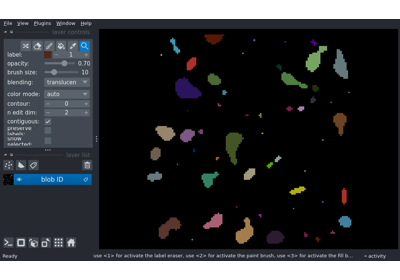 File View Plugins Window Help
layer controls
label: 1
opacity: 0.70
brush size: 10
blending: translucen
color mode: auto
contour: 0
n edit dim: 2
contiguous:
preserve labels:
show selected:
layer list
blob ID
Ready
use <1> for activate the label eraser, use <2> for activate the paint brush, use <3> for activate the fill b...
activity